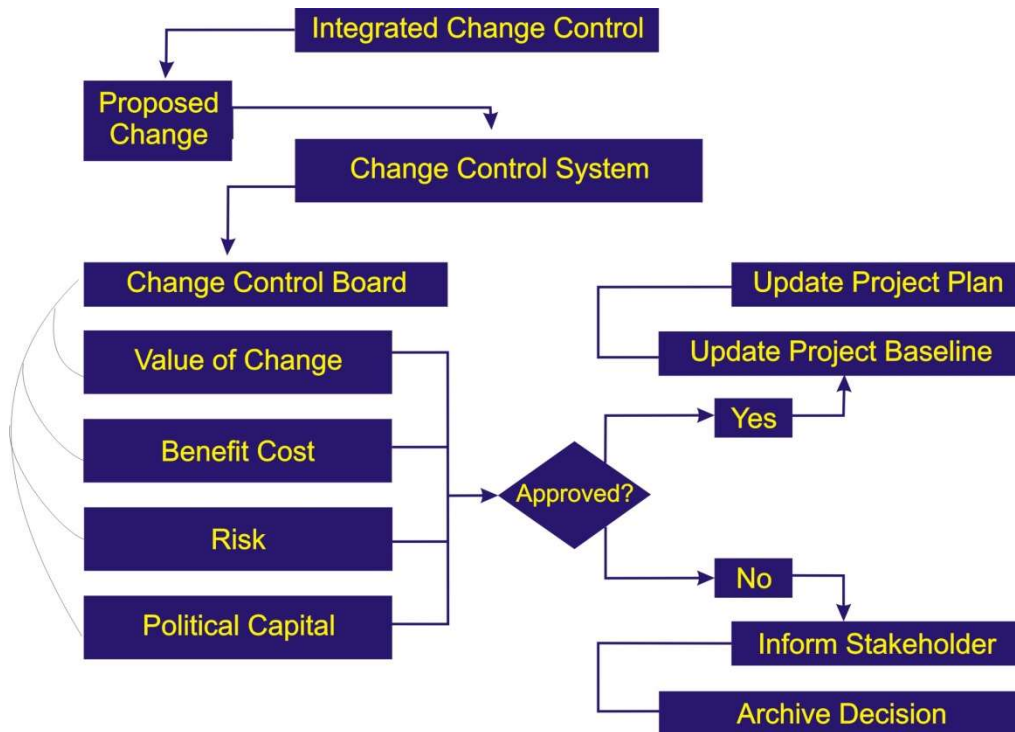 Integrated Change Control
Proposed
Change
Change Control System
Change Control Board
Value of Change
Benefit Cost
Risk
Political Capital
Approved?
Yes
Update Project Baseline
Update Project Plan
No
Inform Stakeholder
Archive Decision